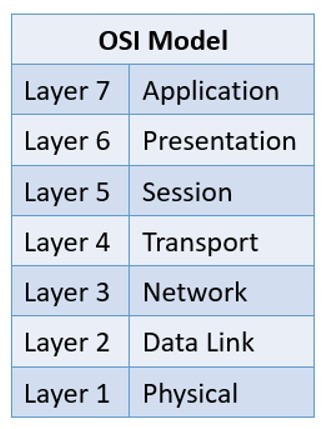 OSI Model
Layer 7 Application
Layer 6 Presentation
Layer 5 Session
Layer 4 Transport
Layer 3 Network
Layer 2 Data Link
Layer 1 Physical